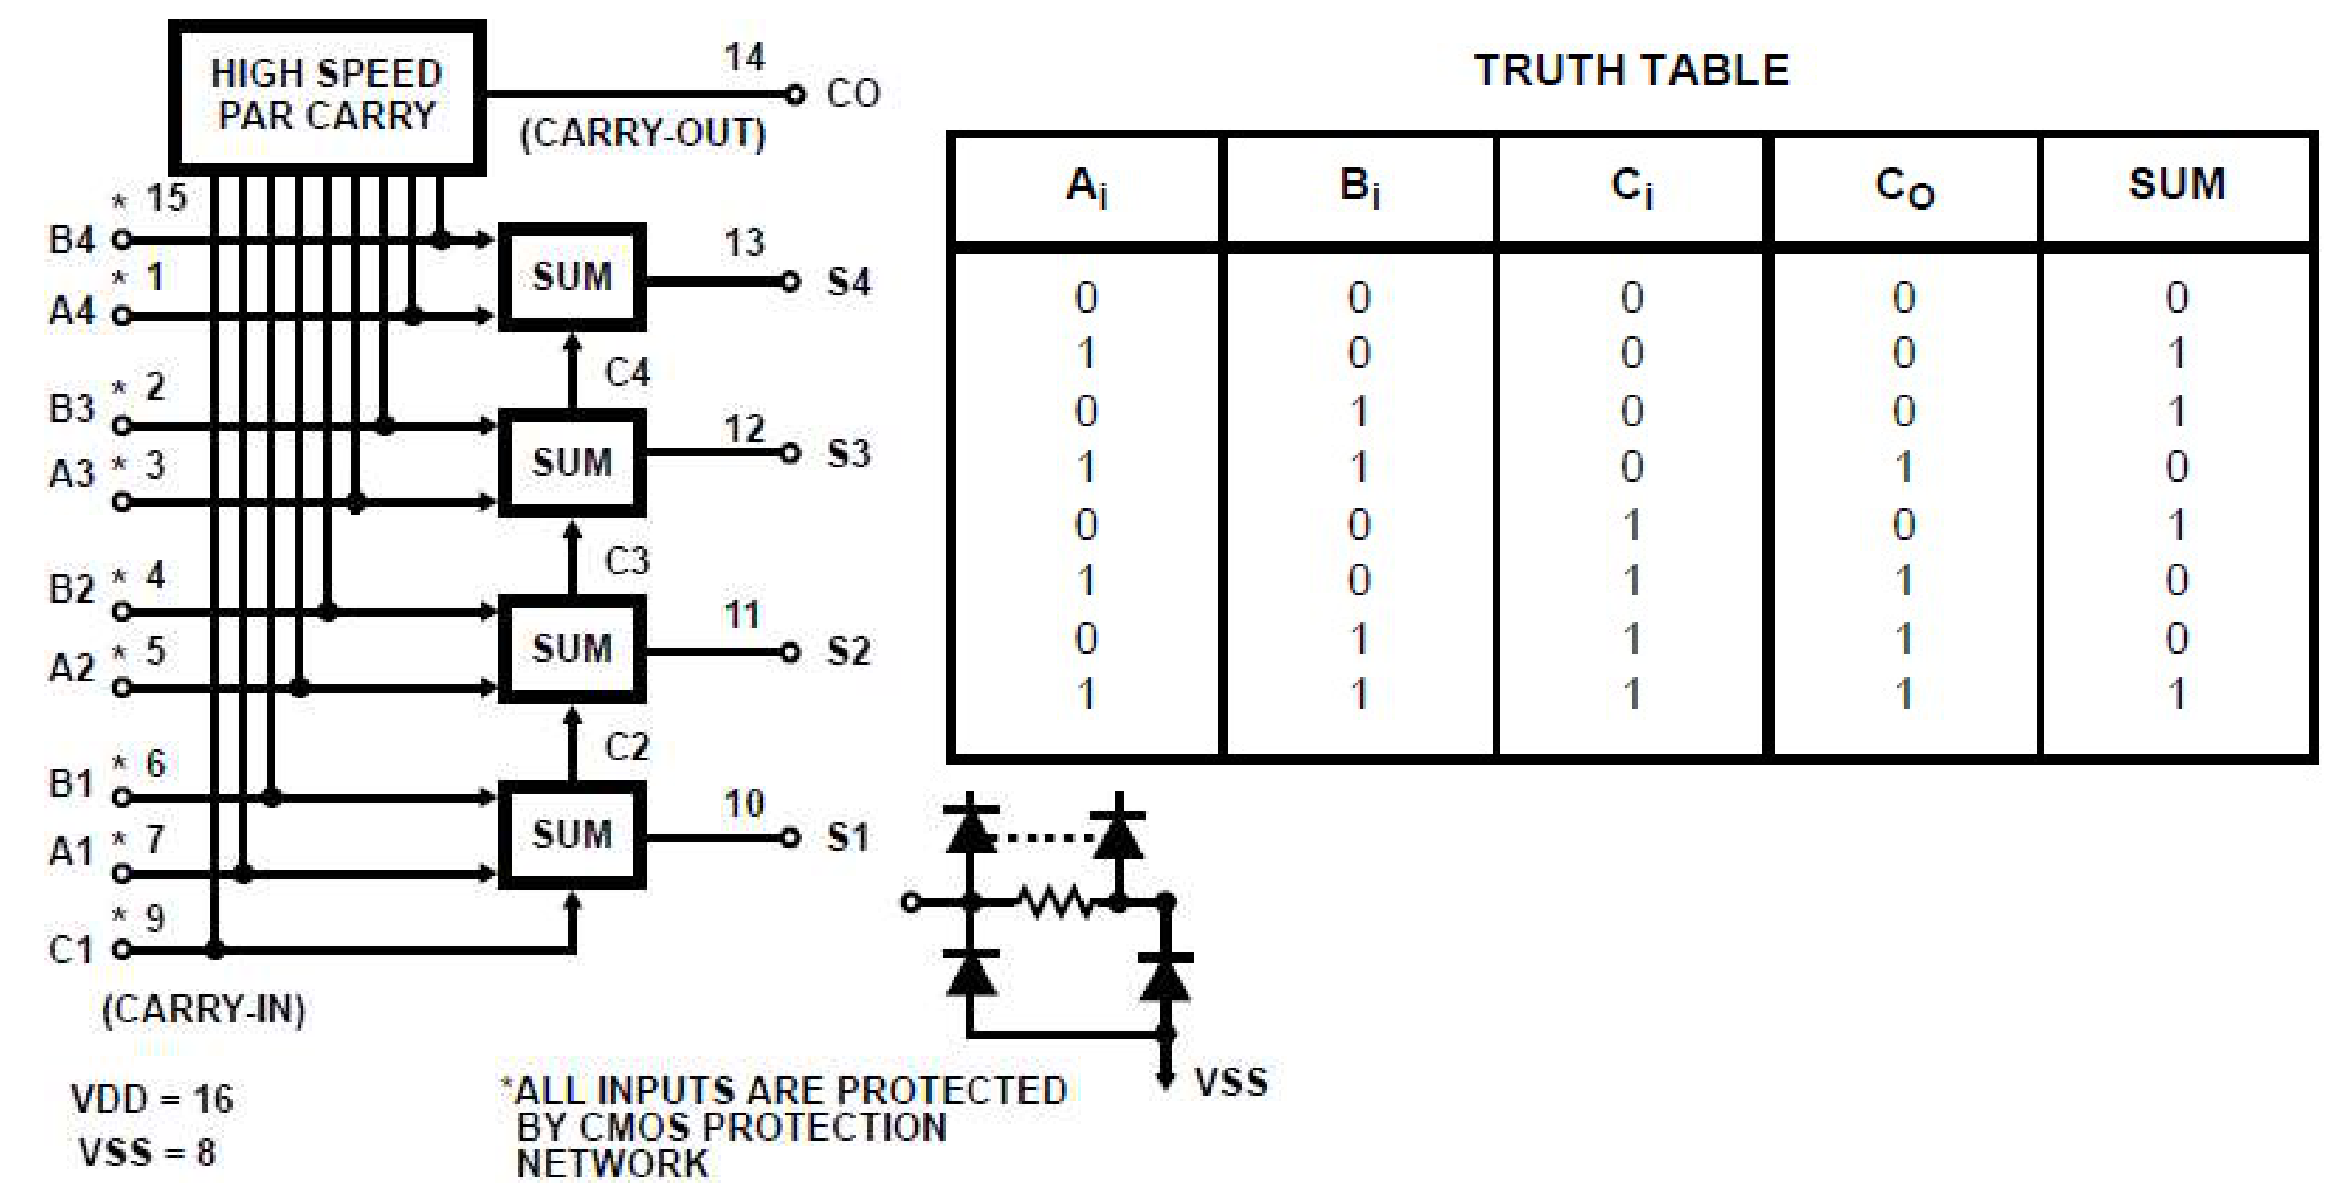 HIGH SPEED
PAR CARRY
14
CO
(CARRY-OUT)
* 15
B4
* 1
A4
SUM
13
S4
C4
* 2
B3
* 3
A3
SUM
12
S3
C3
* 4
B2
* 5
A2
SUM
11
S2
C2
* 6
B1
* 7
A1
SUM
10
S1
* 9
C1
(CARRY-IN)
VDD = 16
VSS = 8
*ALL INPUTS ARE PROTECTED
BY CMOS PROTECTION
NETWORK
VSS
TRUTH TABLE
Ai Bi Ci CO SUM
0 0 0 0 0
1 0 0 0 1
0 1 0 0 1
1 1 0 1 0
0 0 1 0 1
1 0 1 1 0
0 1 1 1 0
1 1 1 1 1